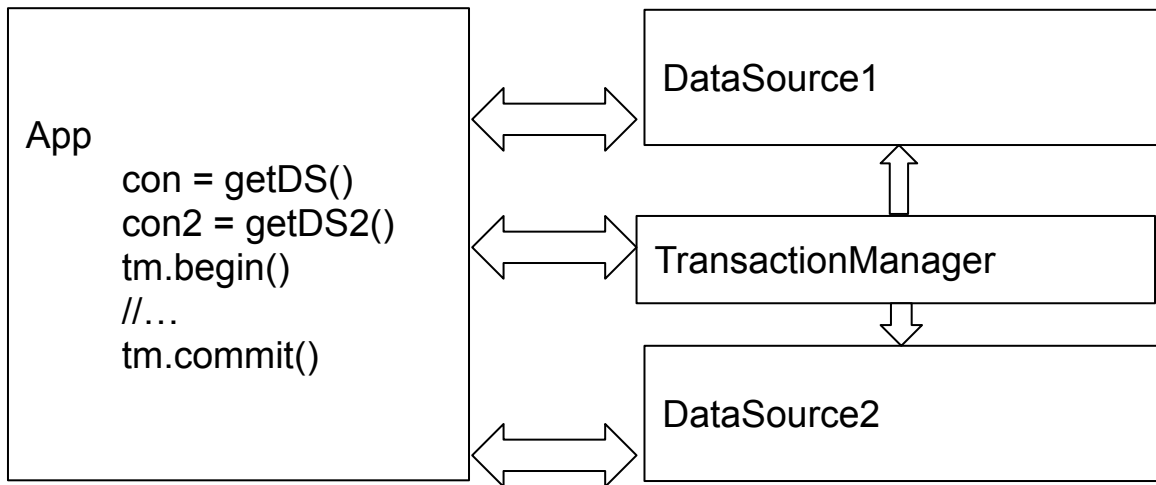 App
con = getDS()
con2 = getDS2()
tm.begin()
//…
tm.commit()
DataSource1
TransactionManager
DataSource2